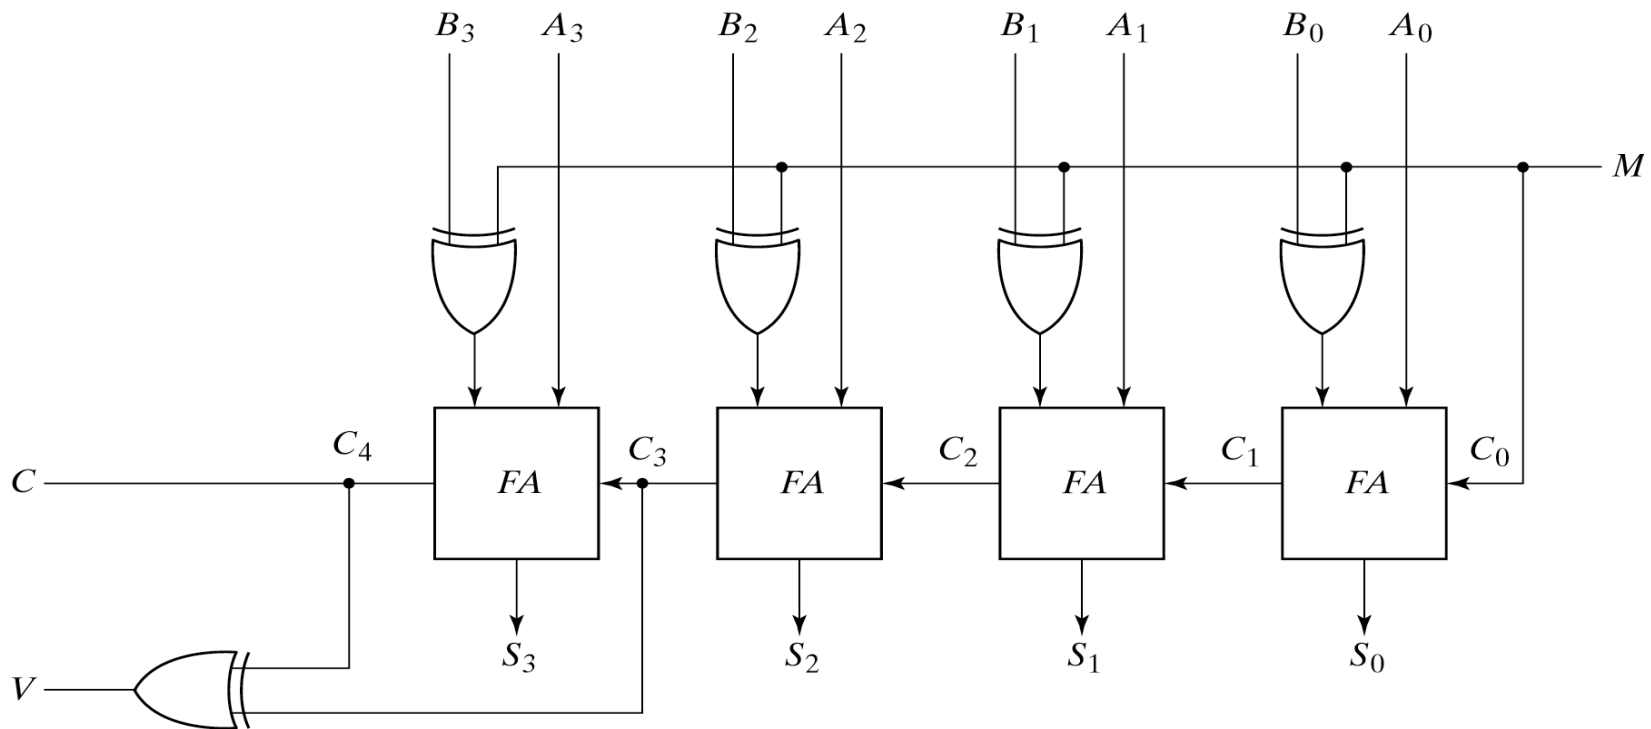 B₃ A₃ B₂ A₂ B₁ A₁ B₀ A₀
M
C C₄ FA C₃ FA C₂ FA C₁ FA C₀
S₃ S₂ S₁ S₀
V